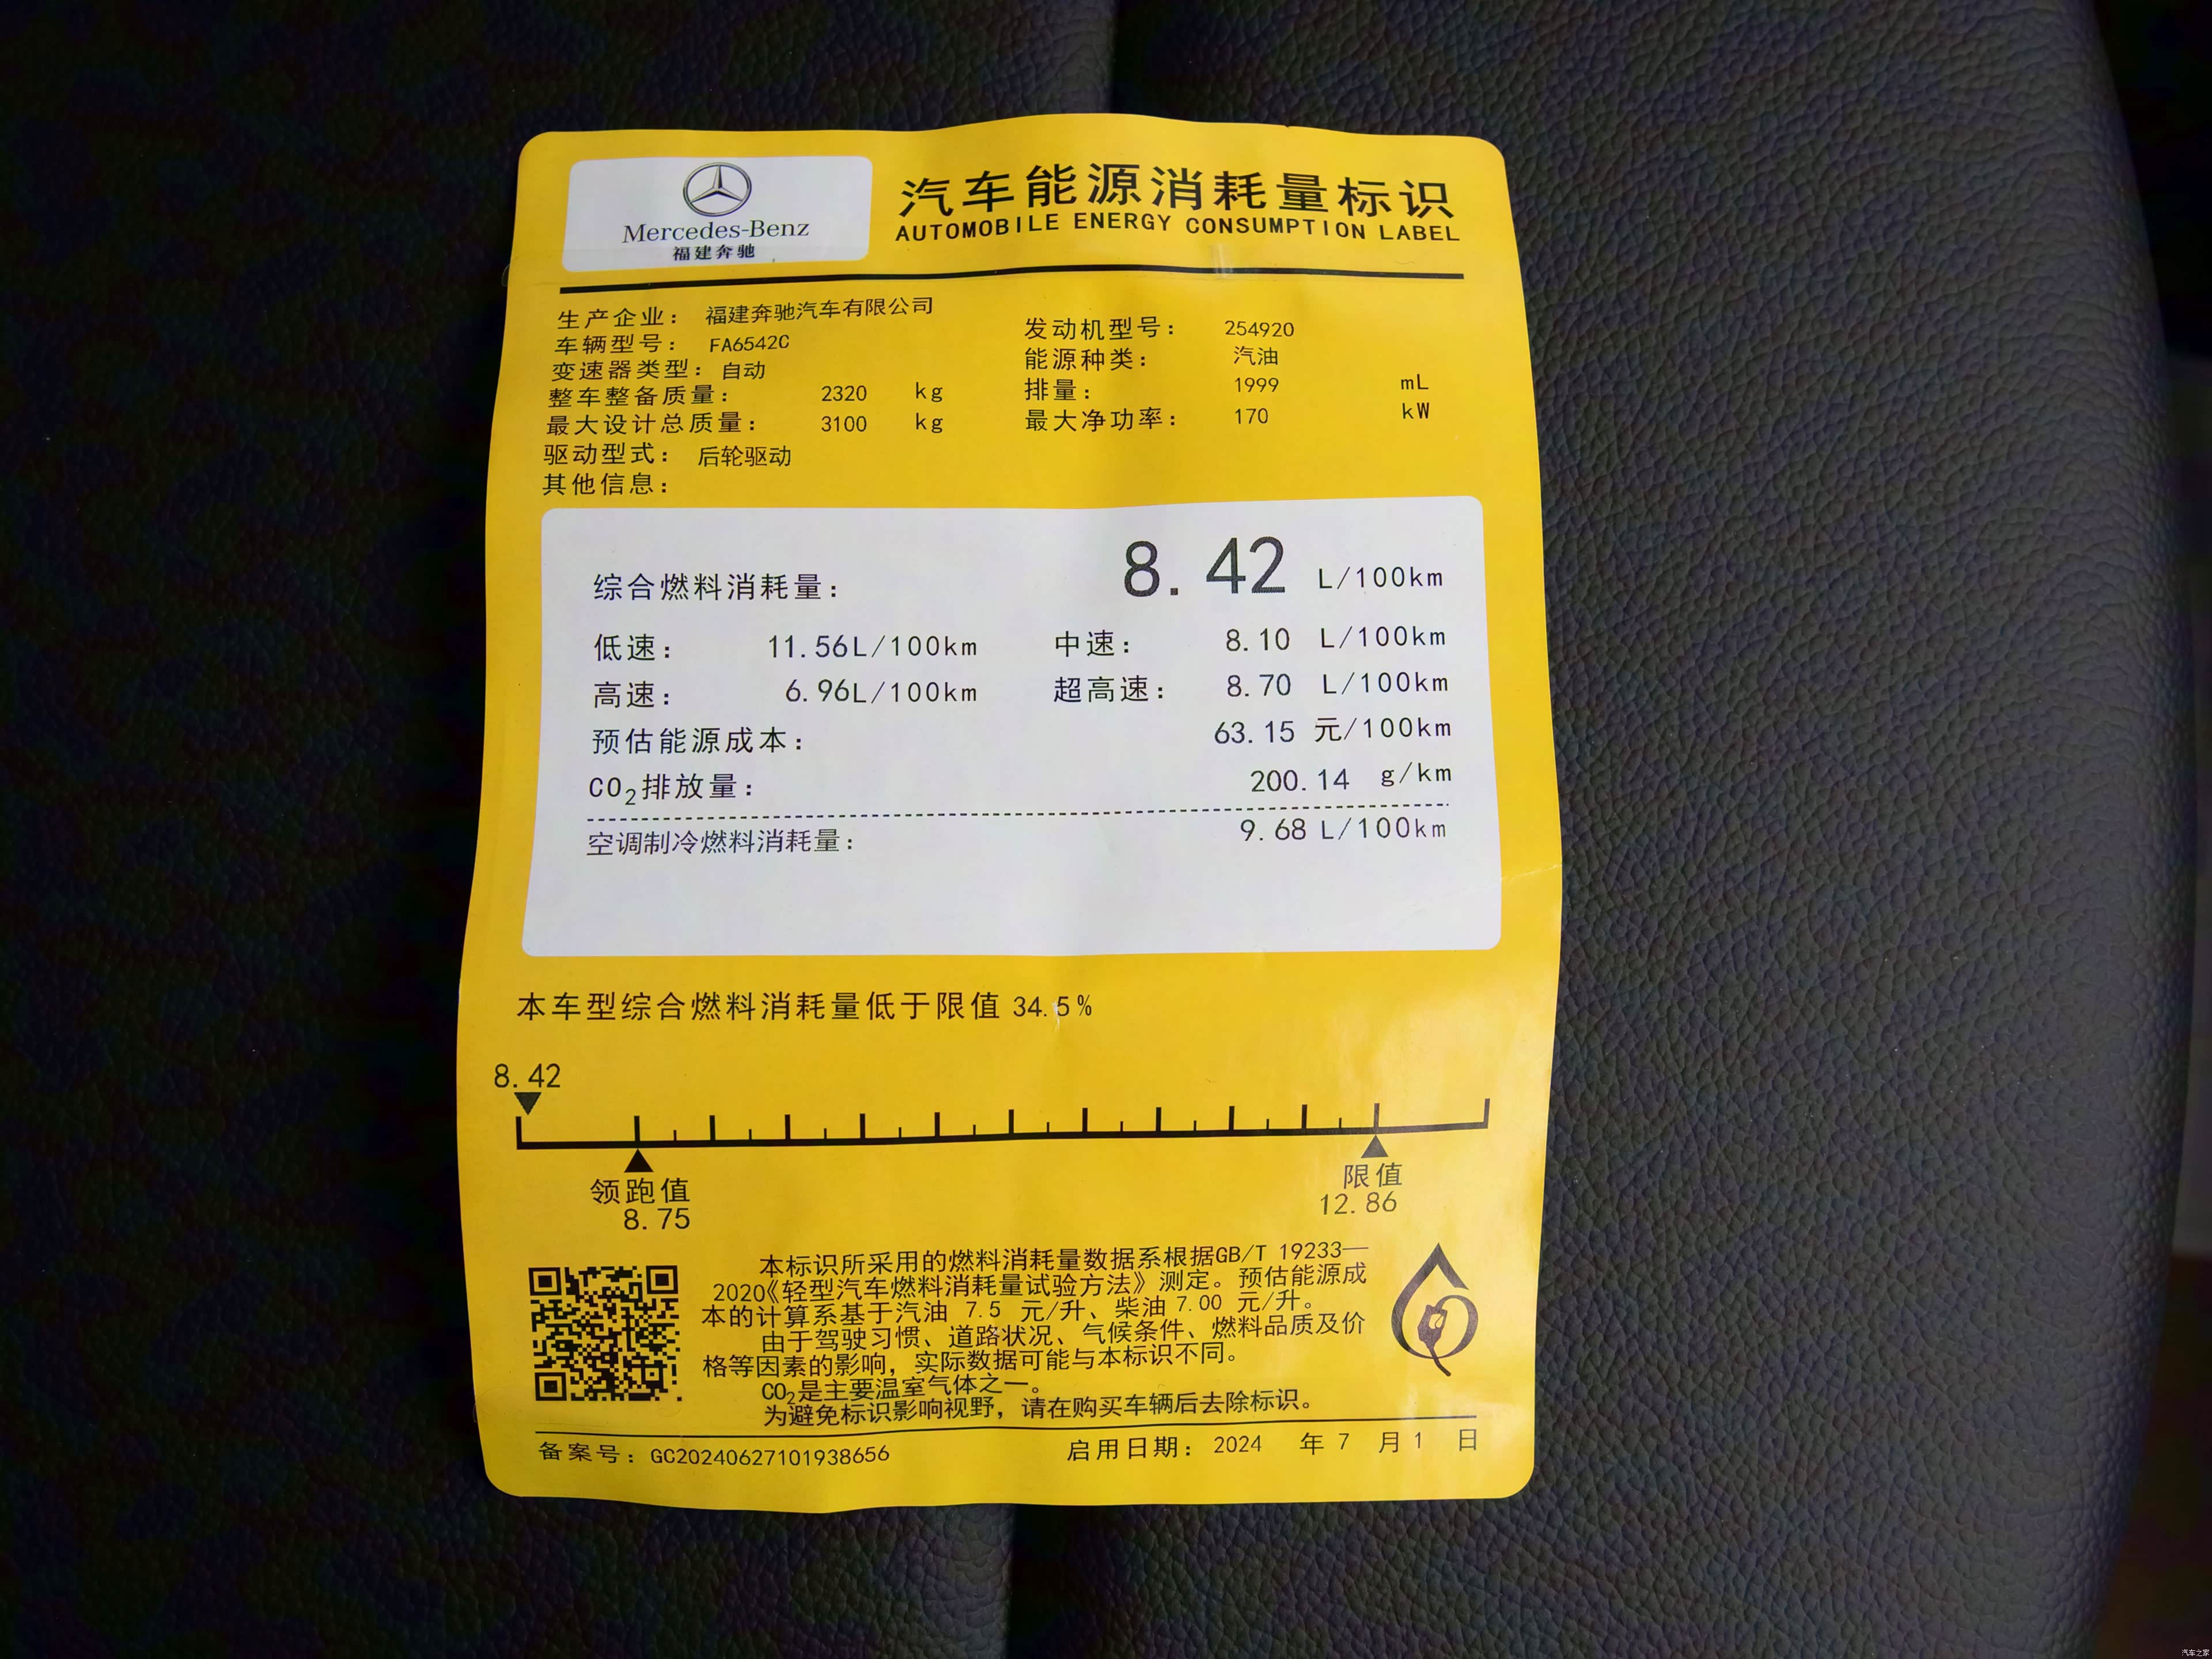 Mercedes-Benz
福建奔驰
汽车能源消耗量标识
AUTOMOBILE ENERGY CONSUMPTION LABEL
生产企业： 福建奔驰汽车有限公司
车辆型号： FA6542C
变速器类型： 自动
整车整备质量： 2320 kg
最大设计总质量： 3100 kg
驱动型式： 后轮驱动
其他信息：
发动机型号： 254920
能源种类： 汽油
排量： 1999 mL
最大净功率： 170 kW
综合燃料消耗量： 8.42 L/100km
低速： 11.56L/100km 中速： 8.10 L/100km
高速： 6.96L/100km 超高速： 8.70 L/100km
预估能源成本： 63.15 元/100km
CO₂排放量： 200.14 g/km
空调制冷燃料消耗量： 9.68 L/100km
本车型综合燃料消耗量低于限值 34.5%
8.42
领跑值 限值
8.75 12.86
本标识所采用的燃料消耗量数据系根据GB/T 19233—
2020《轻型汽车燃料消耗量试验方法》测定。预估能源成
本的计算系基于汽油 7.5 元/升、柴油 7.00 元/升。
由于驾驶习惯、道路状况、气候条件、燃料品质及价
格等因素的影响，实际数据可能与本标识不同。
CO₂是主要温室气体之一。
为避免标识影响视野，请在购买车辆后去除标识。
备案号：GC20240627101938656 启用日期：2024 年 7 月 1 日
汽车之家